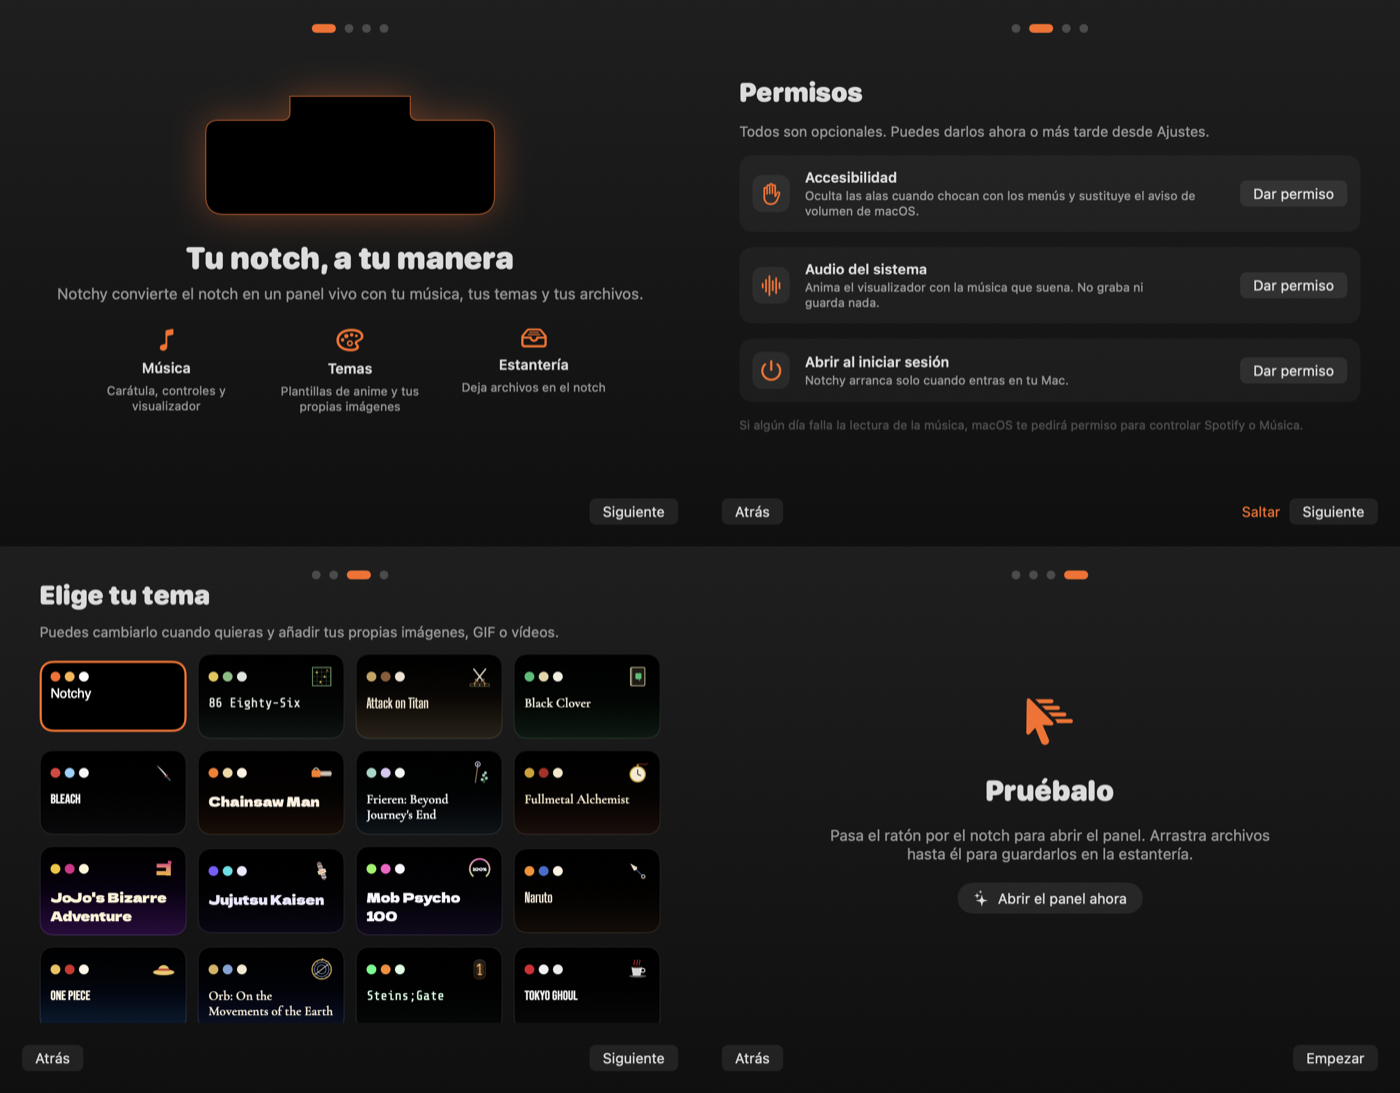 Tu notch, a tu manera
Notchy convierte el notch en un panel vivo con tu música, tus temas y tus archivos.
Música
Carátula, controles y
visualizador
Temas
Plantillas de anime y tus
propias imágenes
Estantería
Deja archivos en el notch
Siguiente
Permisos
Todos son opcionales. Puedes darlos ahora o más tarde desde Ajustes.
Accesibilidad
Oculta las alas cuando chocan con los menús y sustituye el aviso de
volumen de macOS.
Dar permiso
Audio del sistema
Anima el visualizador con la música que suena. No graba ni
guarda nada.
Dar permiso
Abrir al iniciar sesión
Notchy arranca solo cuando entras en tu Mac.
Dar permiso
Si algún día falla la lectura de la música, macOS te pedirá permiso para controlar Spotify o Música.
Atrás
Saltar
Siguiente
Elige tu tema
Puedes cambiarlo cuando quieras y añadir tus propias imágenes, GIF o vídeos.
Notchy
86 Eighty-Six
Attack on Titan
Black Clover
BLEACH
Chainsaw Man
Frieren: Beyond
Journey's End
Fullmetal Alchemist
JoJo's Bizarre
Adventure
Jujutsu Kaisen
100%
Mob Psycho
100
Naruto
ONE PIECE
Orb: On the
Movements of the Earth
1
Steins;Gate
TOKYO GHOUL
Atrás
Siguiente
Pruébalo
Pasa el ratón por el notch para abrir el panel. Arrastra archivos
hasta él para guardarlos en la estantería.
Abrir el panel ahora
Atrás
Empezar